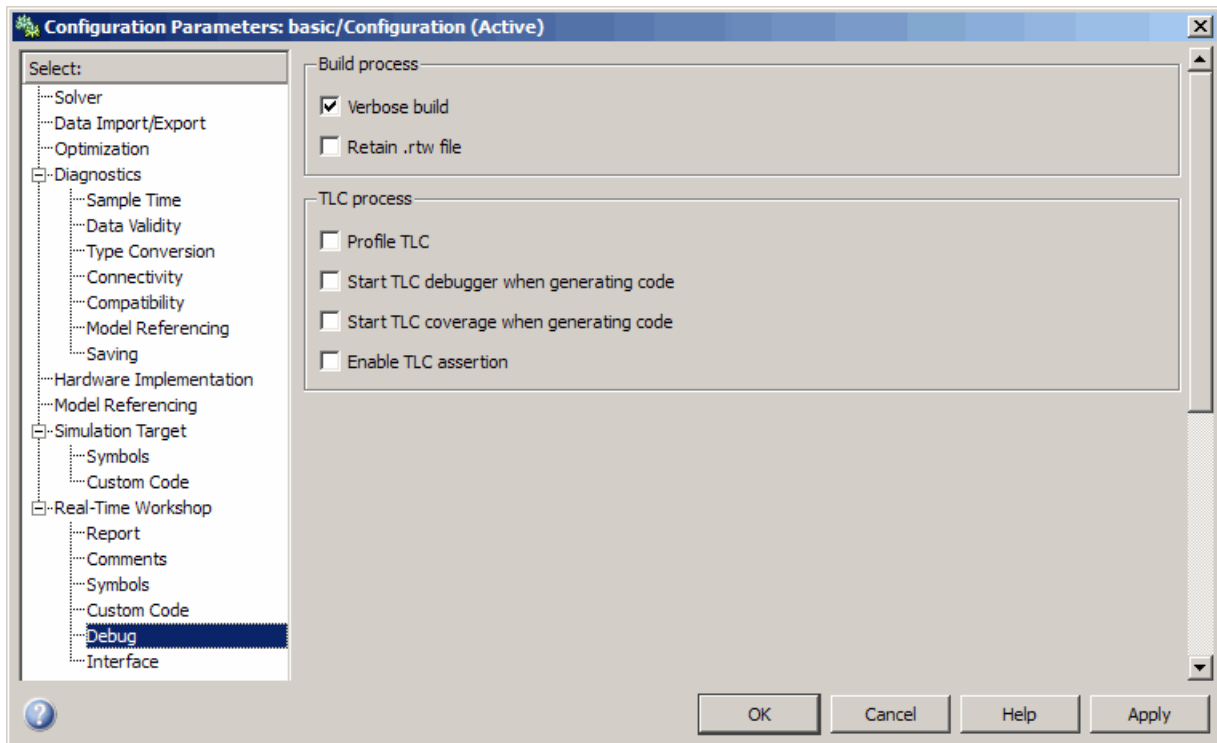 Configuration Parameters: basic/Configuration (Active)
Select:
Solver
Data Import/Export
Optimization
Diagnostics
Sample Time
Data Validity
Type Conversion
Connectivity
Compatibility
Model Referencing
Saving
Hardware Implementation
Model Referencing
Simulation Target
Symbols
Custom Code
Real-Time Workshop
Report
Comments
Symbols
Custom Code
Debug
Interface
Build process
Verbose build
Retain .rtw file
TLC process
Profile TLC
Start TLC debugger when generating code
Start TLC coverage when generating code
Enable TLC assertion
OK Cancel Help Apply